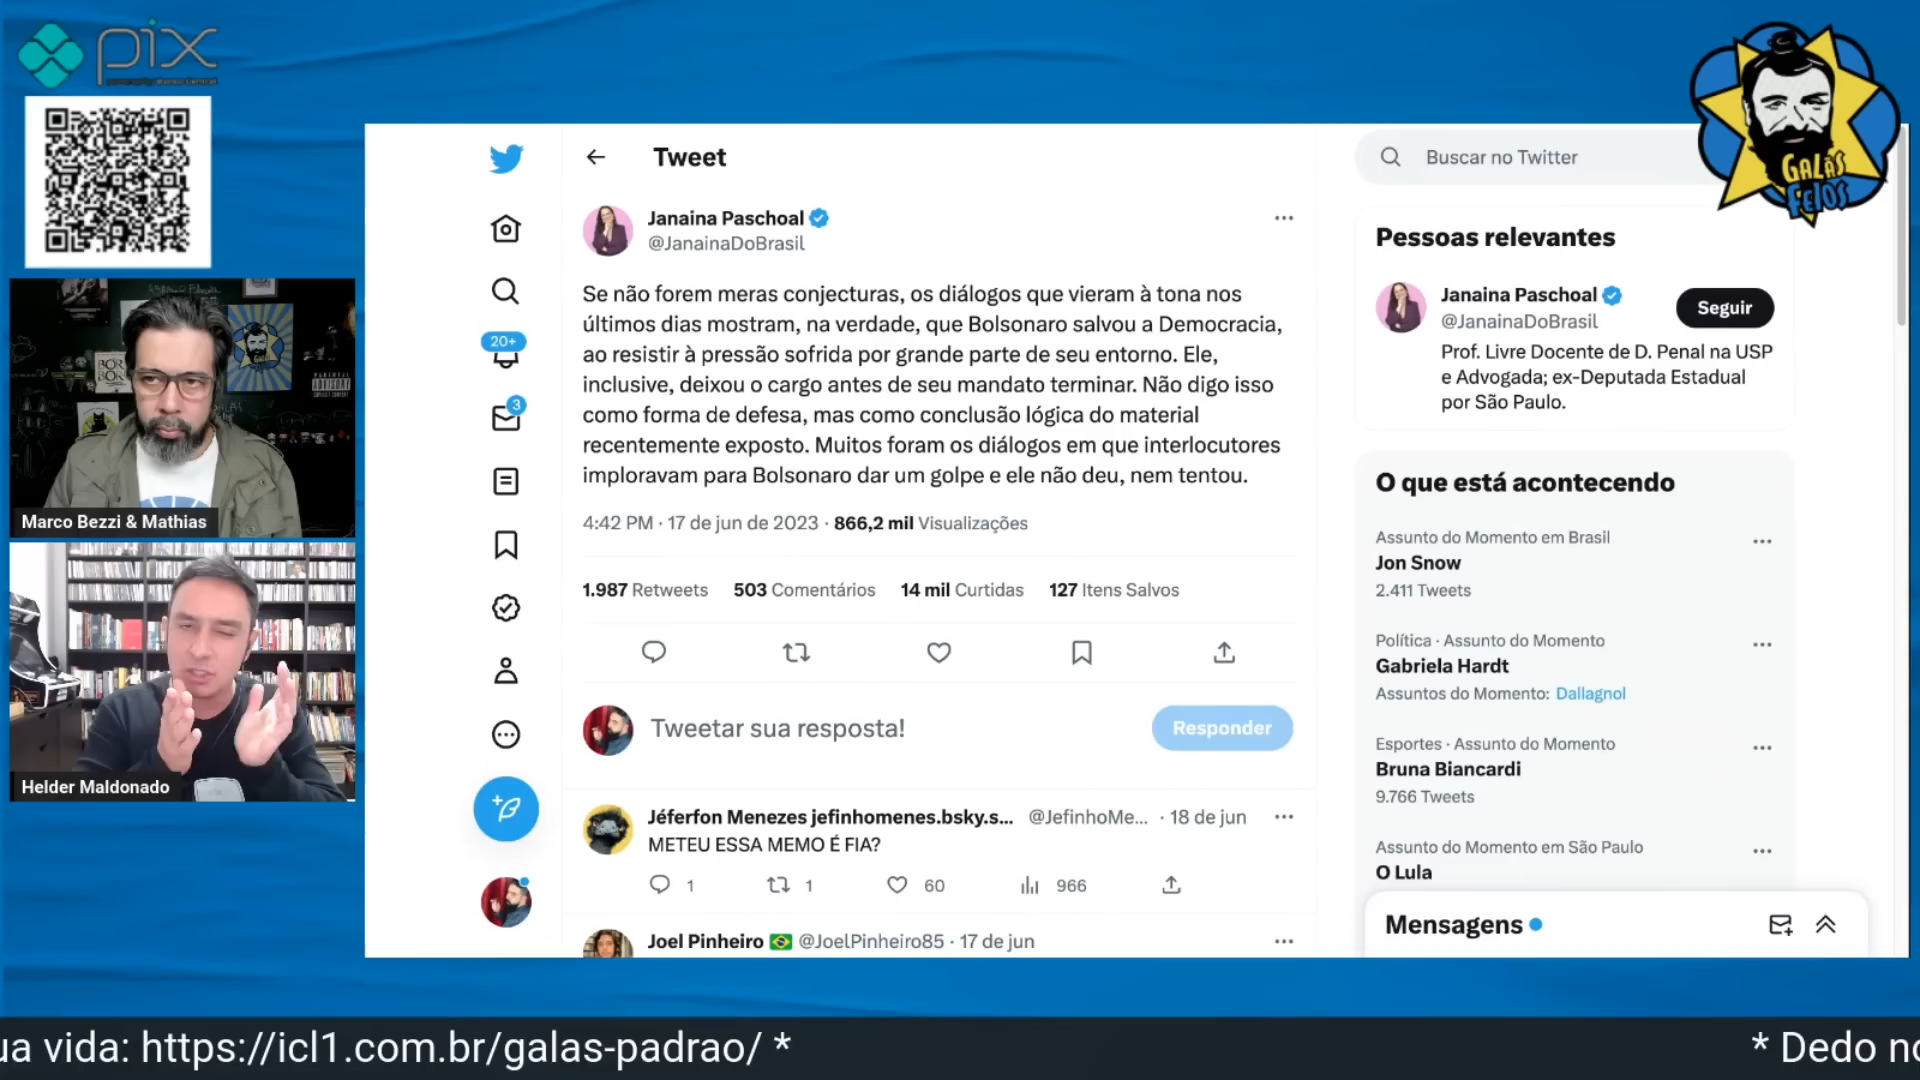 pix
Marco Bezzi & Mathias
Helder Maldonado
Tweet
Janaina Paschoal
@JanainaDoBrasil
Se não forem meras conjecturas, os diálogos que vieram à tona nos
últimos dias mostram, na verdade, que Bolsonaro salvou a Democracia,
ao resistir à pressão sofrida por grande parte de seu entorno. Ele,
inclusive, deixou o cargo antes de seu mandato terminar. Não digo isso
como forma de defesa, mas como conclusão lógica do material
recentemente exposto. Muitos foram os diálogos em que interlocutores
imploravam para Bolsonaro dar um golpe e ele não deu, nem tentou.
4:42 PM · 17 de jun de 2023 · 866,2 mil Visualizações
1.987 Retweets 503 Comentários 14 mil Curtidas 127 Itens Salvos
Tweetar sua resposta!
Responder
Jéferfon Menezes jefinhomenes.bsky.s... @JefinhoMe... · 18 de jun
METEU ESSA MEMO É FIA?
1 1 60 966
Joel Pinheiro @JoelPinheiro85 · 17 de jun
20+
3
Buscar no Twitter
GALÃS
FEIOS
Pessoas relevantes
Janaina Paschoal
@JanainaDoBrasil
Seguir
Prof. Livre Docente de D. Penal na USP
e Advogada; ex-Deputada Estadual
por São Paulo.
O que está acontecendo
Assunto do Momento em Brasil
Jon Snow
2.411 Tweets
Política · Assunto do Momento
Gabriela Hardt
Assuntos do Momento: Dallagnol
Esportes · Assunto do Momento
Bruna Biancardi
9.766 Tweets
Assunto do Momento em São Paulo
O Lula
Mensagens
ua vida: https://icl1.com.br/galas-padrao/ *
* Dedo no